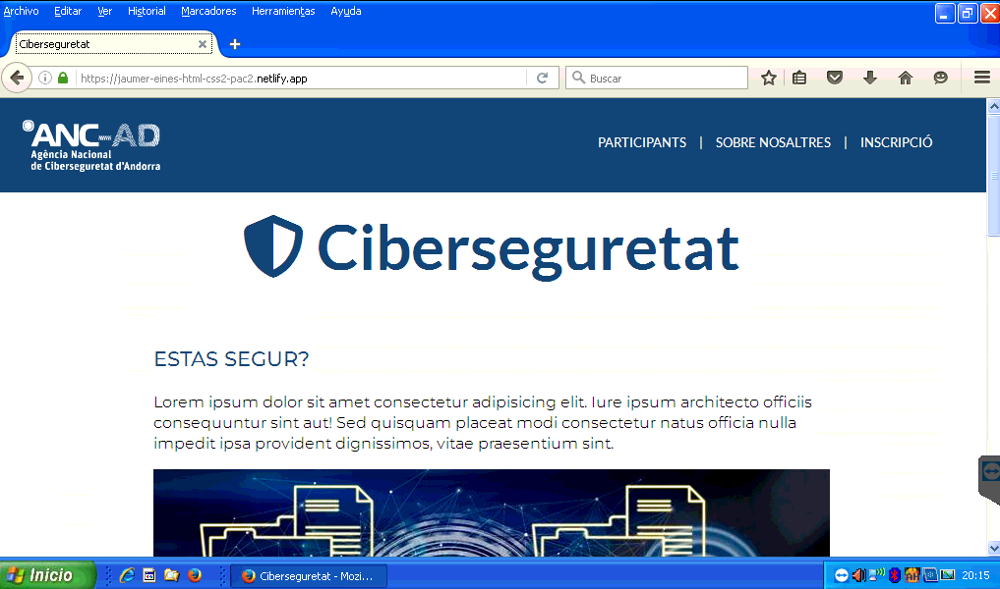 Archivo Editar Ver Historial Marcadores Herramientas Ayuda
Ciberseguretat
https://jaumer-eines-html-css2-pac2.netlify.app
Buscar
ANC-AD
Agència Nacional
de Ciberseguretat d'Andorra
PARTICIPANTS | SOBRE NOSALTRES | INSCRIPCIÓ
Ciberseguretat
ESTAS SEGUR?
Lorem ipsum dolor sit amet consectetur adipisicing elit. Iure ipsum architecto officiis
consequuntur sint aut! Sed quisquam placeat modi consectetur natus officia nulla
impedit ipsa provident dignissimos, vitae praesentium sint.
Inicio
Ciberseguretat - Mozi...
20:15